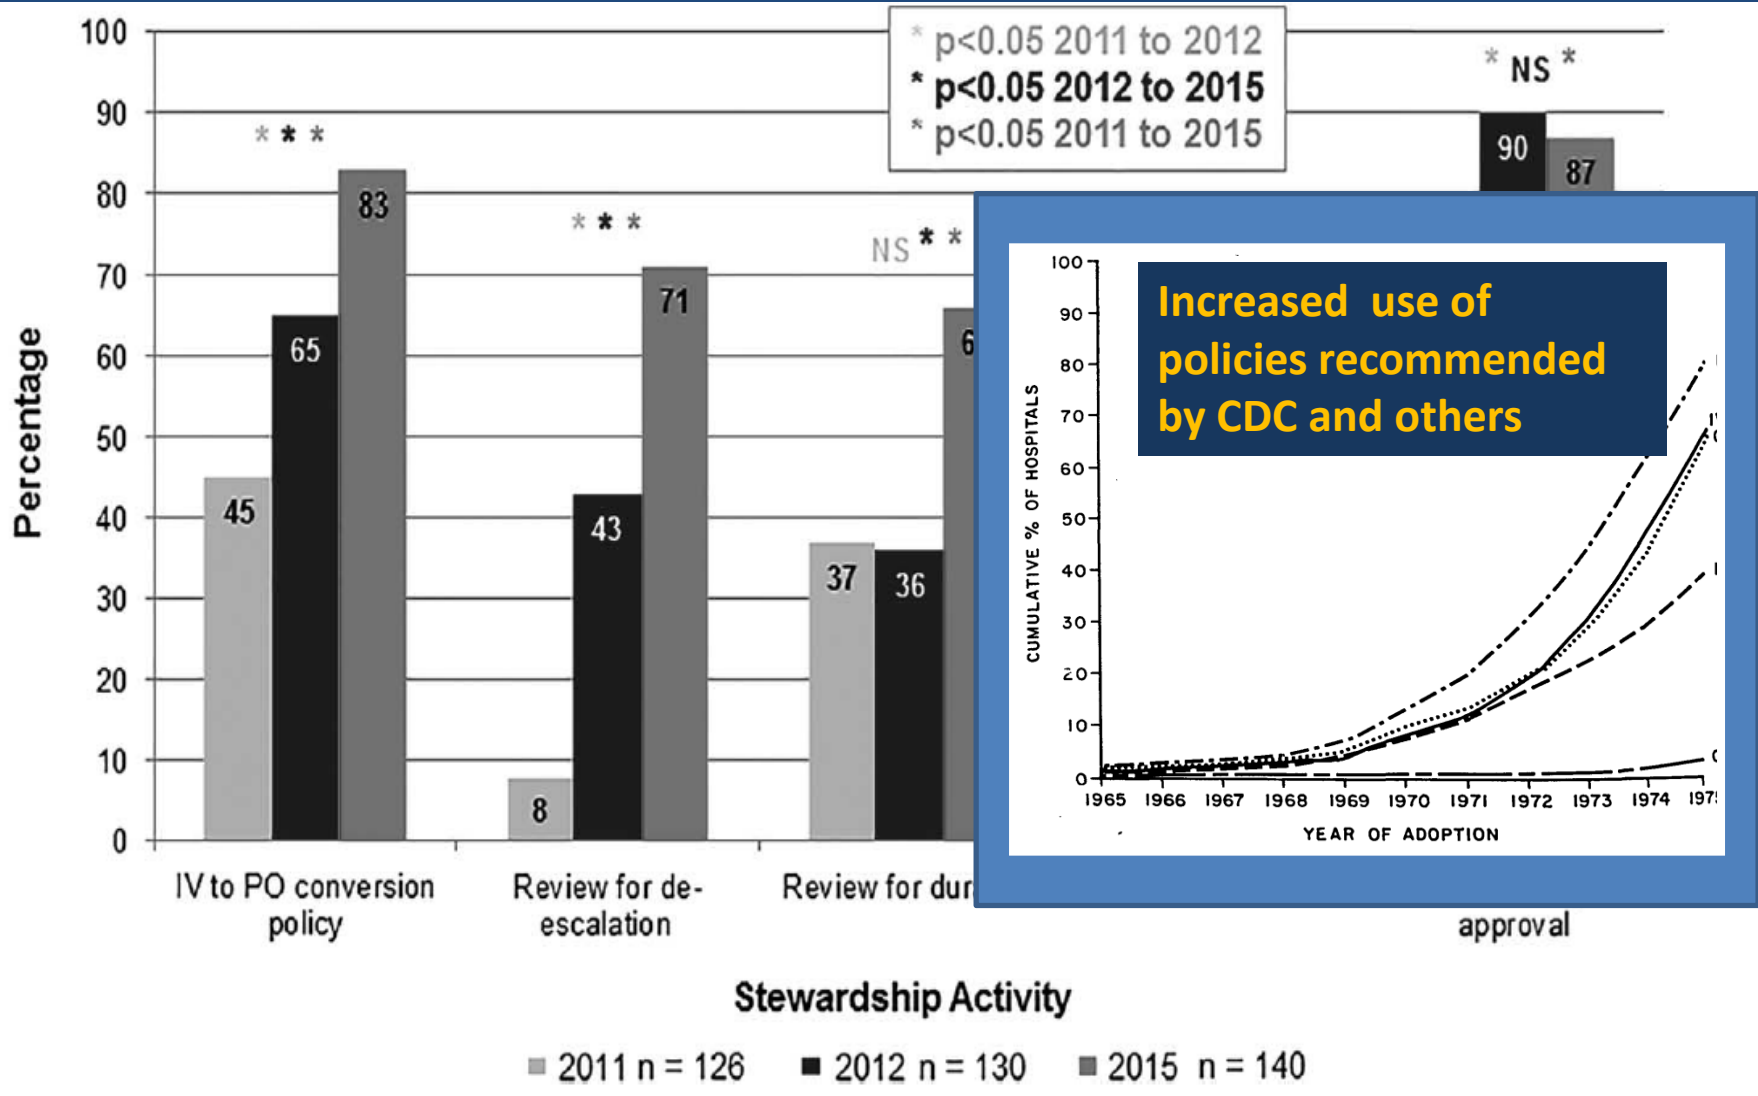 100
90
80
70
60
50
40
30
20
10
0
Percentage
* p<0.05 2011 to 2012
* p<0.05 2012 to 2015
* p<0.05 2011 to 2015
* * *
45
65
83
* * *
8
43
71
NS * *
37
36
* NS *
90
87
IV to PO conversion
policy
Review for de-
escalation
Review for
approval
Stewardship Activity
2011 n = 126
2012 n = 130
2015 n = 140
Increased use of
policies recommended
by CDC and others
100
90
80
70
60
50
40
30
20
10
0
CUMULATIVE % OF HOSPITALS
1965 1966 1967 1968 1969 1970 1971 1972 1973 1974
YEAR OF ADOPTION